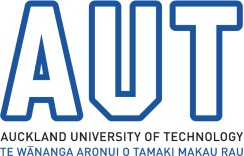 AUT
AUCKLAND UNIVERSITY OF TECHNOLOGY
TE WĀNANGA ARONUI O TAMAKI MAKAU RAU